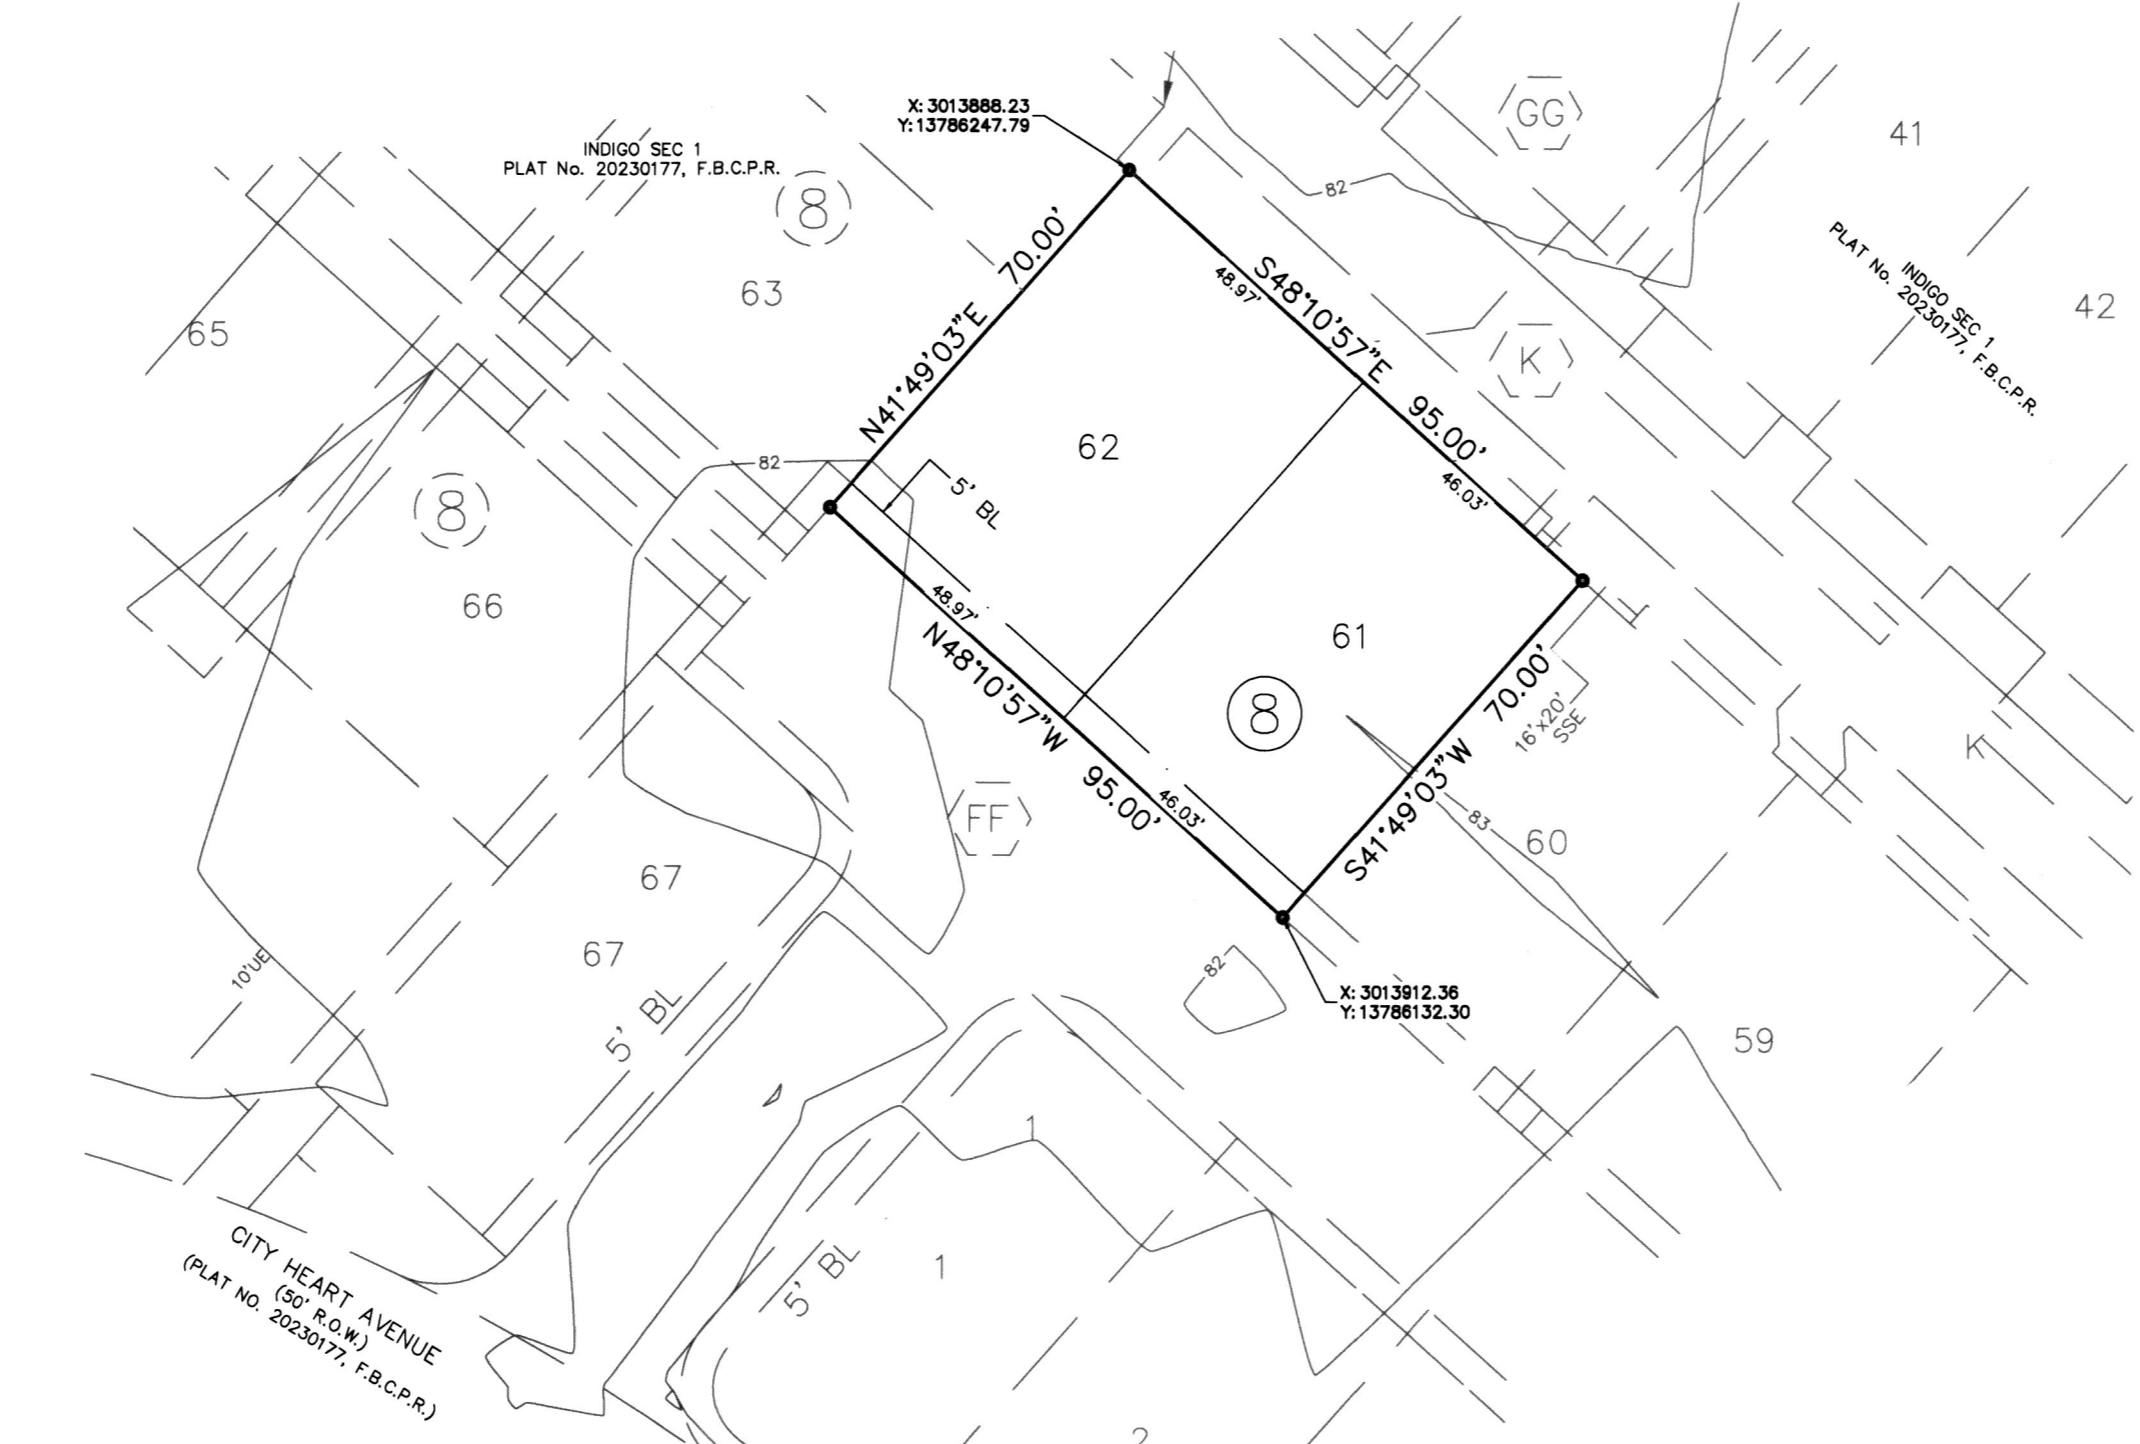 X: 3013888.23
Y: 13786247.79
INDIGO SEC 1
PLAT No. 20230177, F.B.C.P.R.
8
GG
41
82
63
65
N41°49'03"E 70.00'
S48°10'57"E 95.00'
48.97'
46.03'
K
INDIGO SEC 1
PLAT No. 20230177, F.B.C.P.R.
42
62
82
5' BL
8
66
48.97'
N48°10'57"W 95.00'
46.03'
61
8
S41°49'03"W 70.00'
16'x20'
SSE
K
FF
83
60
67
67
10'UE
5' BL
82
X: 3013912.36
Y: 13786132.30
59
1
1
5' BL
2
CITY HEART AVENUE
(50' R.O.W.)
(PLAT NO. 20230177, F.B.C.P.R.)